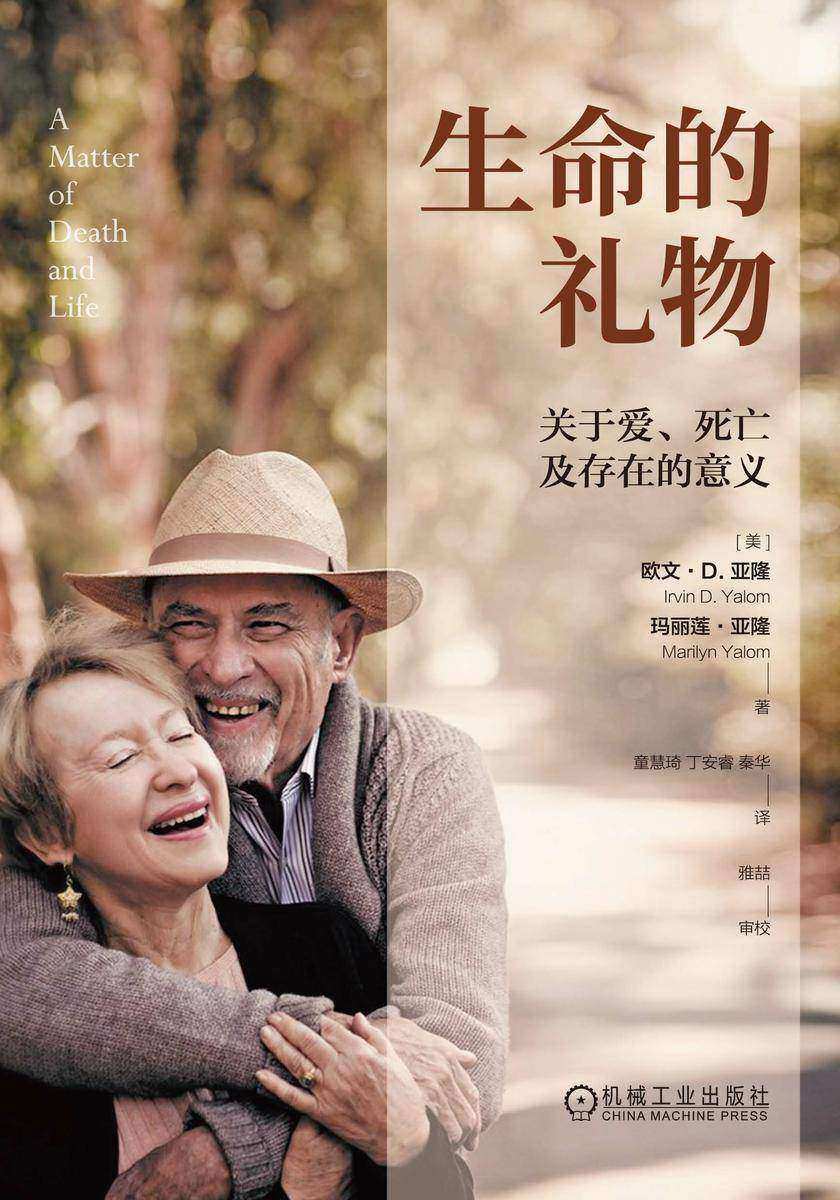 A
Matter
of
Death
and
Life
生命的
礼物
关于爱、死亡
及存在的意义
[美]
欧文·D. 亚隆
Irvin D. Yalom
玛丽莲·亚隆
Marilyn Yalom
著
童慧琦 丁安睿 秦华
译
雅喆
审校
机械工业出版社
CHINA MACHINE PRESS